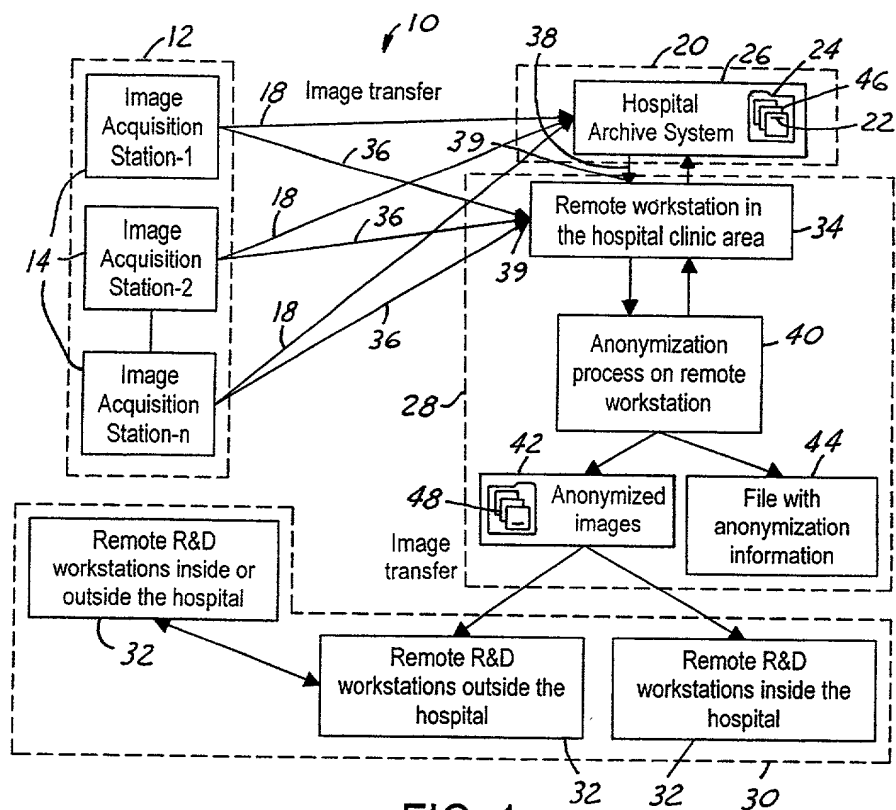 10
12
38
20
26
24
46
22
Image
Acquisition
Station-1
18
Image transfer
36
39
Hospital
Archive System
Remote workstation in
the hospital clinic area
34
39
14
Image
Acquisition
Station-2
18
36
18
36
Image
Acquisition
Station-n
28
Anonymization
process on remote
workstation
40
42
44
48
Anonymized
images
File with
anonymization
information
Image
transfer
Remote R&D
workstations inside or
outside the hospital
32
Remote R&D
workstations outside the
hospital
32
Remote R&D
workstations inside the
hospital
32
30